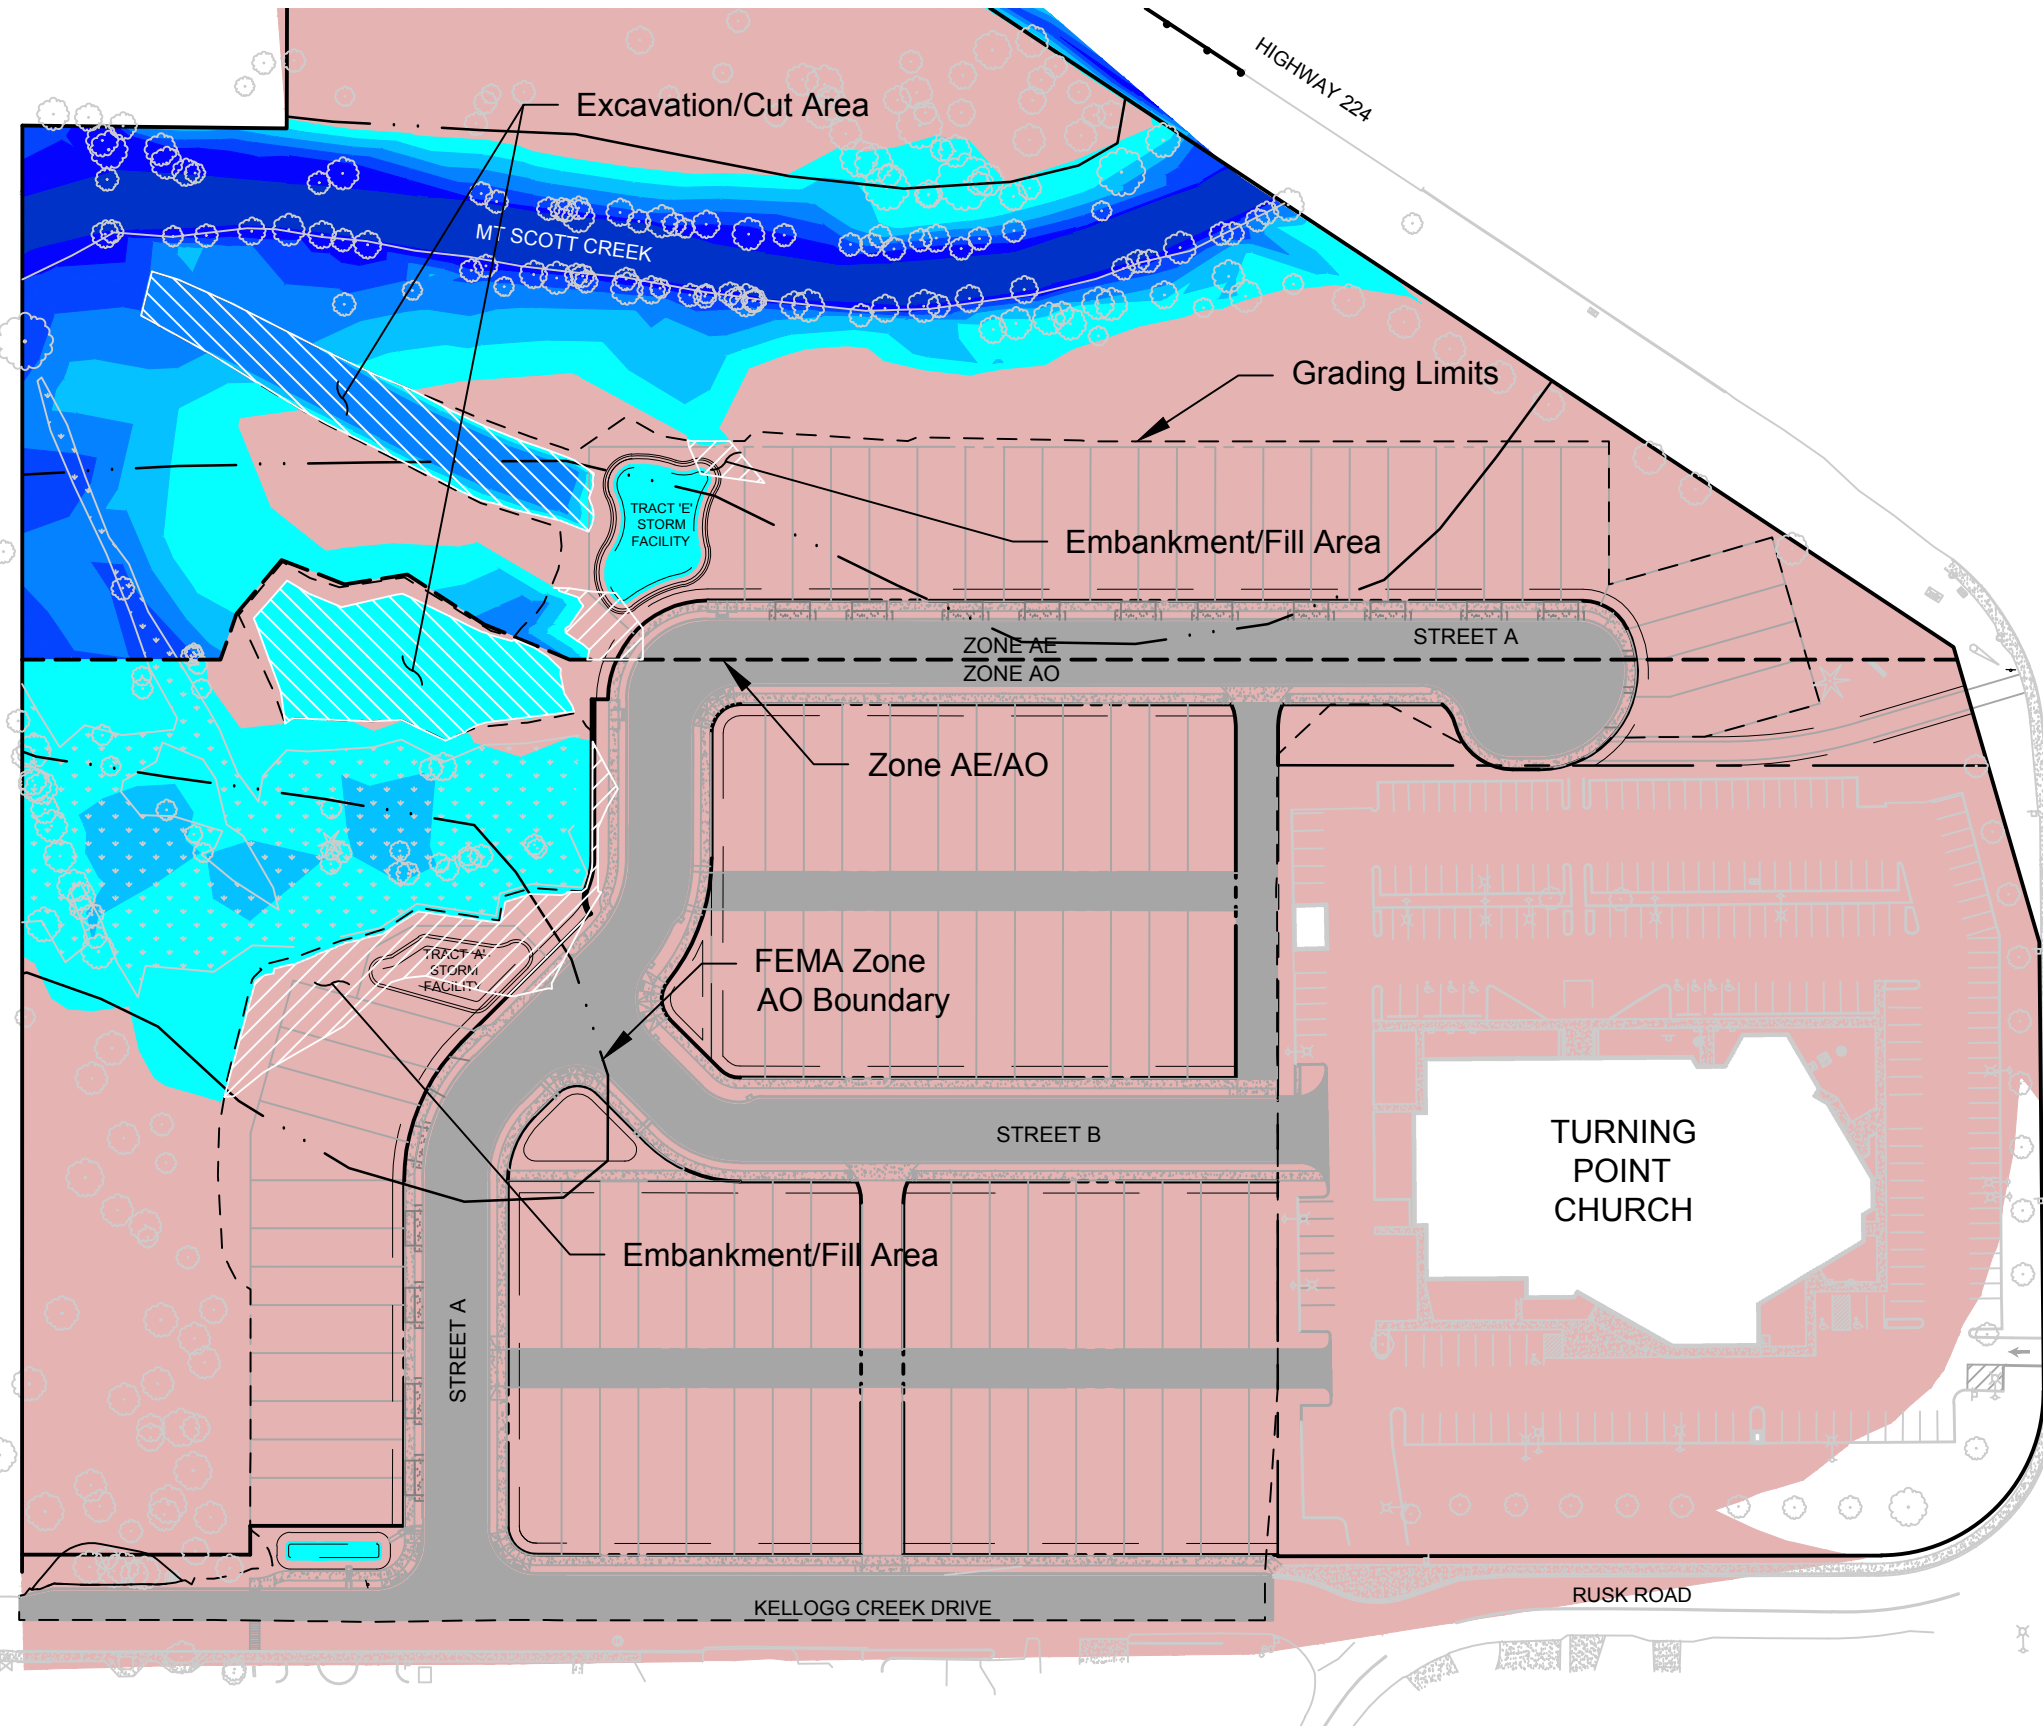 HIGHWAY 224
Excavation/Cut Area
MT SCOTT CREEK
Grading Limits
TRACT 'E'
STORM
FACILITY
Embankment/Fill Area
ZONE AE
ZONE AO
STREET A
Zone AE/AO
TRACT 'A'
STORM
FACILITY
FEMA Zone
AO Boundary
STREET B
TURNING
POINT
CHURCH
Embankment/Fill Area
STREET A
KELLOGG CREEK DRIVE
RUSK ROAD